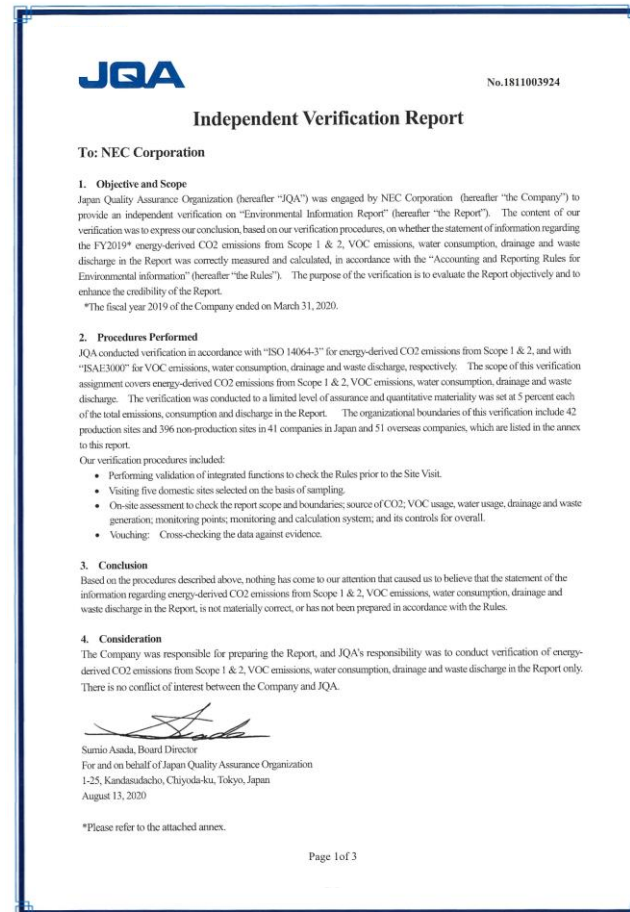 JQA
No.1811003924
Independent Verification Report
To: NEC Corporation
1. Objective and Scope
Japan Quality Assurance Organization (hereafter “JQA”) was engaged by NEC Corporation (hereafter “the Company”) to
provide an independent verification on “Environmental Information Report” (hereafter “the Report”). The content of our
verification was to express our conclusion, based on our verification procedures, on whether the statement of information regarding
the FY2019* energy-derived CO2 emissions from Scope 1 & 2, VOC emissions, water consumption, drainage and waste
discharge in the Report was correctly measured and calculated, in accordance with the “Accounting and Reporting Rules for
Environmental information” (hereafter “the Rules”). The purpose of the verification is to evaluate the Report objectively and to
enhance the credibility of the Report.
*The fiscal year 2019 of the Company ended on March 31, 2020.
2. Procedures Performed
JQA conducted verification in accordance with “ISO 14064-3” for energy-derived CO2 emissions from Scope 1 & 2, and with
“ISAE3000” for VOC emissions, water consumption, drainage and waste discharge, respectively. The scope of this verification
assignment covers energy-derived CO2 emissions from Scope 1 & 2, VOC emissions, water consumption, drainage and waste
discharge. The verification was conducted to a limited level of assurance and quantitative materiality was set at 5 percent each
of the total emissions, consumption and discharge in the Report. The organizational boundaries of this verification include 42
production sites and 396 non-production sites in 41 companies in Japan and 51 overseas companies, which are listed in the annex
to this report.
Our verification procedures included:
• Performing validation of integrated functions to check the Rules prior to the Site Visit.
• Visiting five domestic sites selected on the basis of sampling.
• On-site assessment to check the report scope and boundaries; source of CO2; VOC usage, water usage, drainage and waste
generation; monitoring points; monitoring and calculation system; and its controls for overall.
• Vouching: Cross-checking the data against evidence.
3. Conclusion
Based on the procedures described above, nothing has come to our attention that caused us to believe that the statement of the
information regarding energy-derived CO2 emissions from Scope 1 & 2, VOC emissions, water consumption, drainage and
waste discharge in the Report, is not materially correct, or has not been prepared in accordance with the Rules.
4. Consideration
The Company was responsible for preparing the Report, and JQA’s responsibility was to conduct verification of energy-
derived CO2 emissions from Scope 1 & 2, VOC emissions, water consumption, drainage and waste discharge in the Report only.
There is no conflict of interest between the Company and JQA.
Sumio Asada, Board Director
For and on behalf of Japan Quality Assurance Organization
1-25, Kandasudacho, Chiyoda-ku, Tokyo, Japan
August 13, 2020
*Please refer to the attached annex.
Page 1of 3